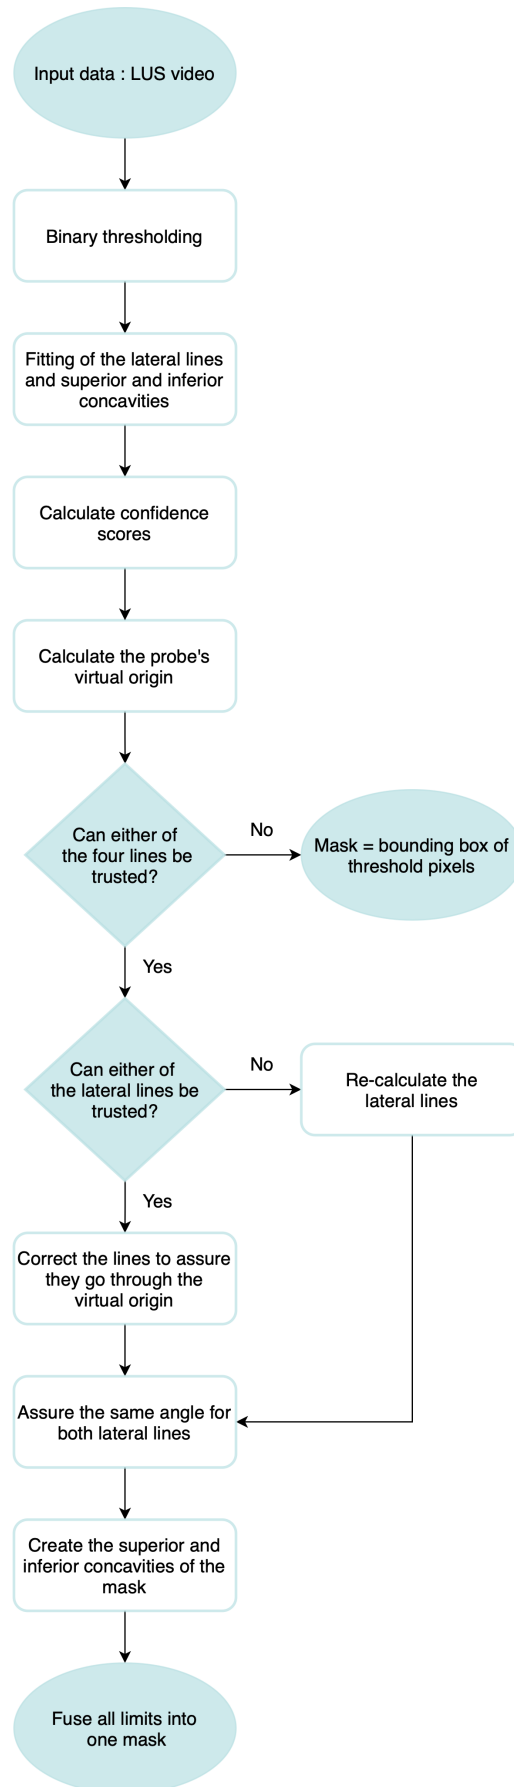 Input data : LUS video
Binary thresholding
Fitting of the lateral lines
and superior and inferior
concavities
Calculate confidence
scores
Calculate the probe's
virtual origin
Can either of
the four lines be
trusted?
No
Mask = bounding box of
threshold pixels
Yes
Can either of
the lateral lines be
trusted?
No
Re-calculate the
lateral lines
Yes
Correct the lines to assure
they go through the
virtual origin
Assure the same angle for
both lateral lines
Create the superior and
inferior concavities of the
mask
Fuse all limits into
one mask